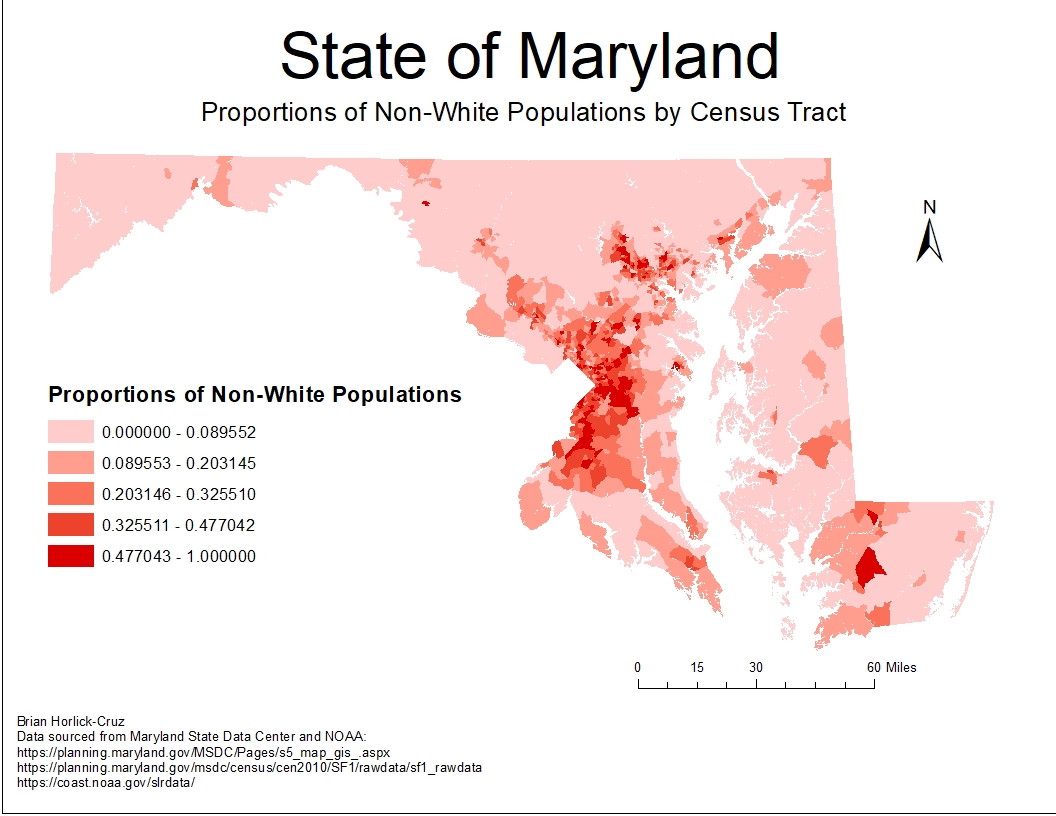 State of Maryland
Proportions of Non-White Populations by Census Tract
N
Proportions of Non-White Populations
0.000000 - 0.089552
0.089553 - 0.203145
0.203146 - 0.325510
0.325511 - 0.477042
0.477043 - 1.000000
0 15 30 60 Miles
Brian Horlick-Cruz
Data sourced from Maryland State Data Center and NOAA:
https://planning.maryland.gov/MSDC/Pages/s5_map_gis_.aspx
https://planning.maryland.gov/msdc/census/cen2010/SF1/rawdata/sf1_rawdata
https://coast.noaa.gov/slrdata/